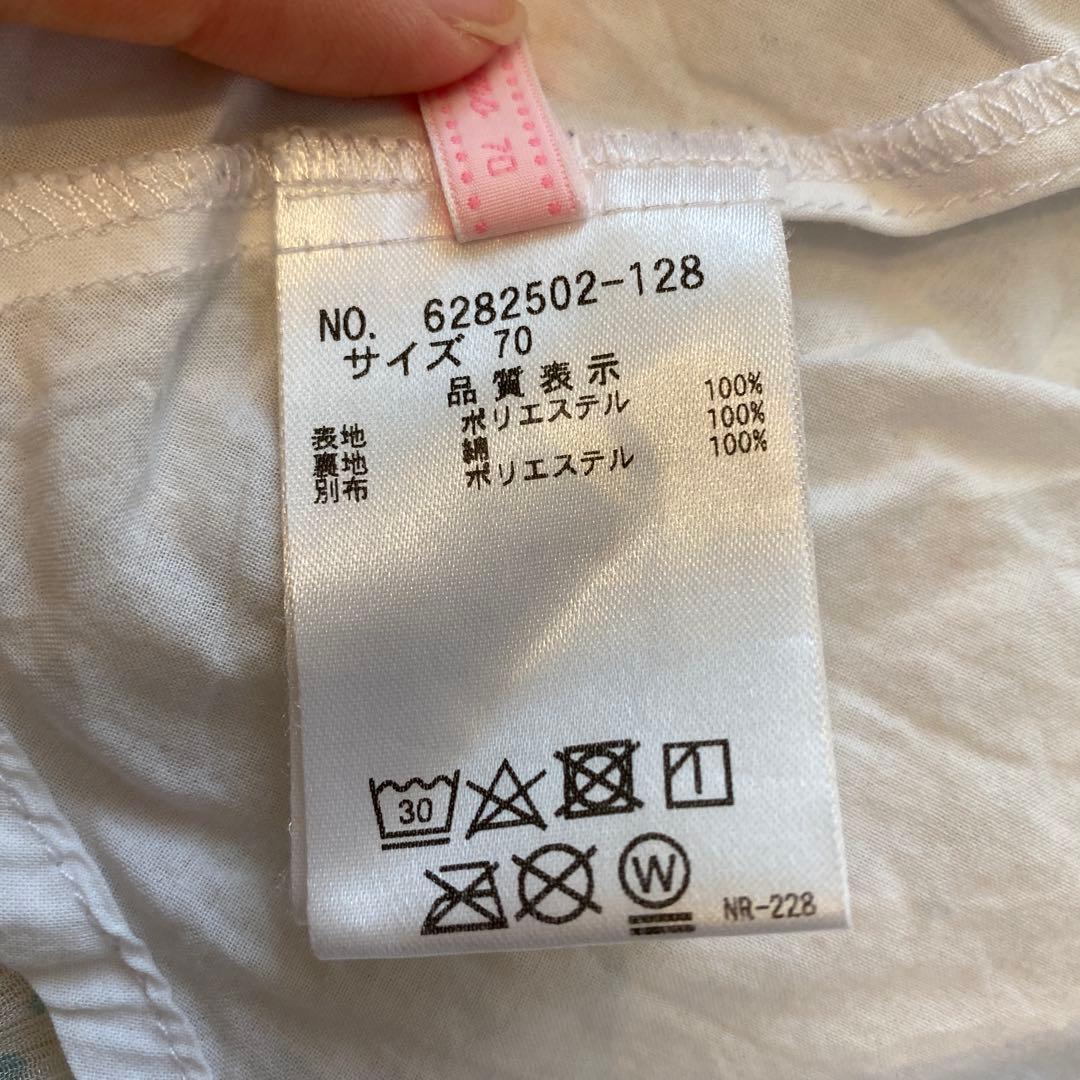 70
NO. 6282502-128
サイズ 70
品質表示
表地 ポリエステル 100%
裏地 綿 100%
別布 ポリエステル 100%
30
W
NR-228